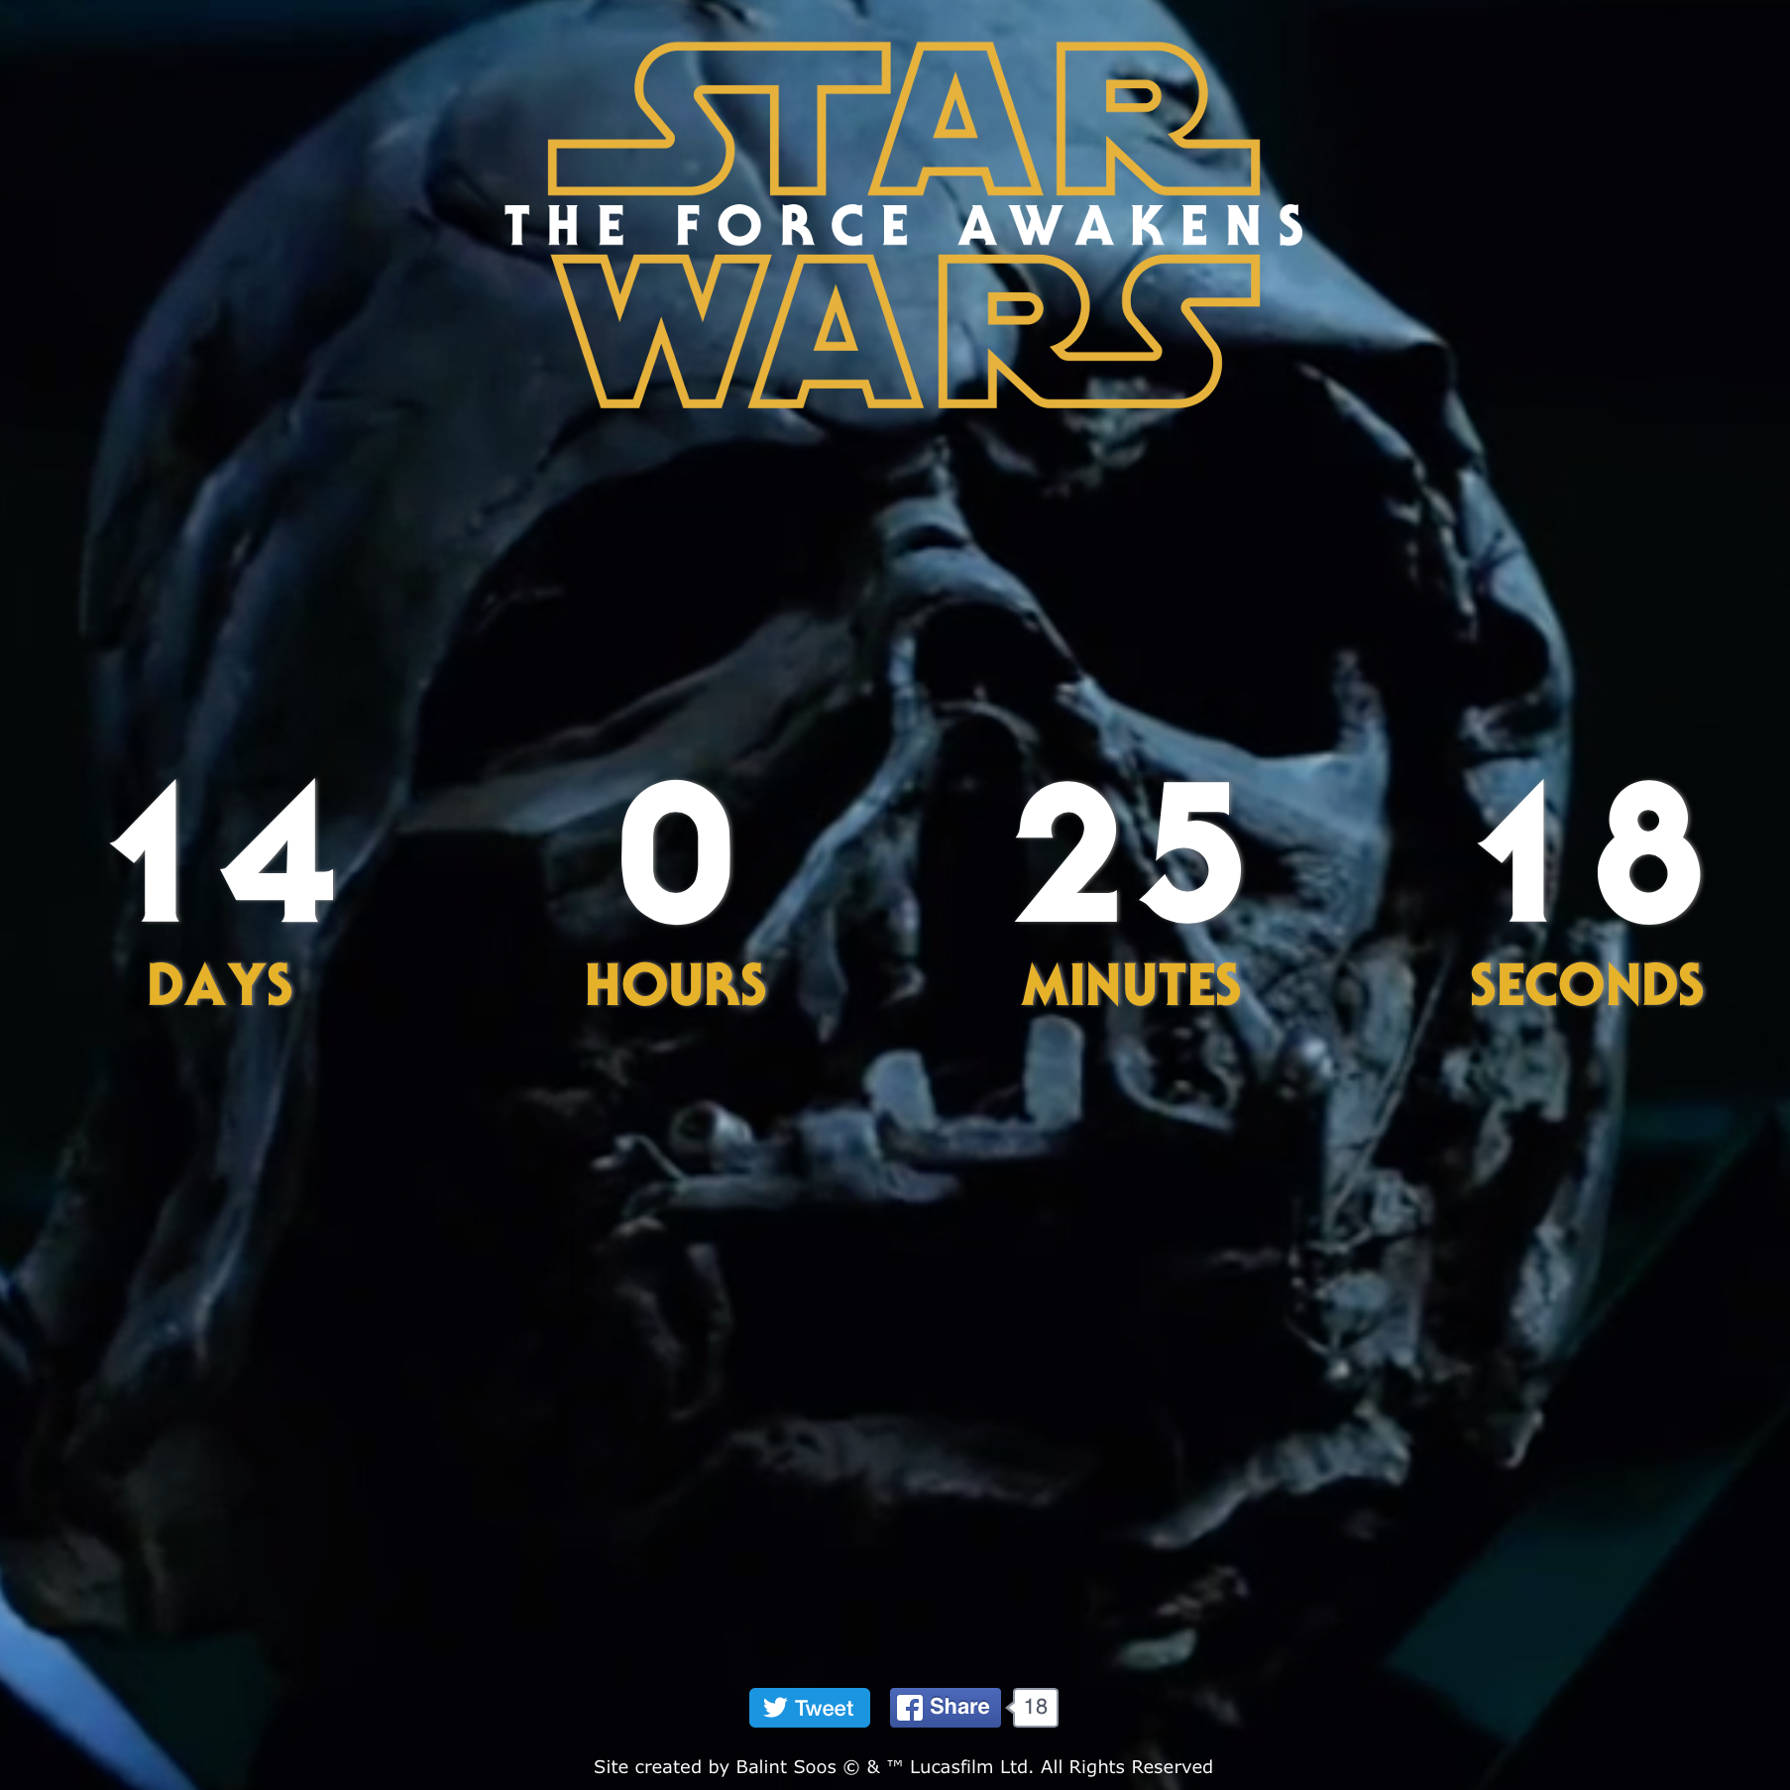 STAR
THE FORCE AWAKENS
WARS
14 0 25 18
DAYS HOURS MINUTES SECONDS
Tweet Share 18
Site created by Balint Soos © & ™ Lucasfilm Ltd. All Rights Reserved